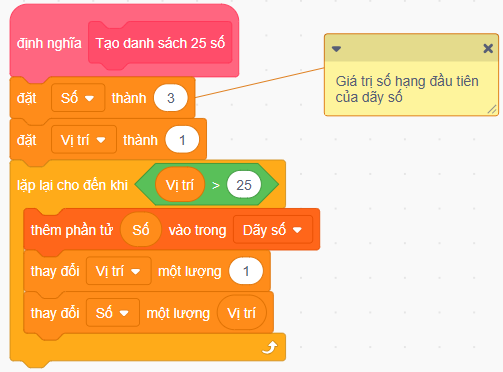 định nghĩa Tạo danh sách 25 số
đặt Số thành 3
Giá trị số hạng đầu tiên
của dãy số
đặt Vị trí thành 1
lặp lại cho đến khi Vị trí > 25
thêm phần tử Số vào trong Dãy số
thay đổi Vị trí một lượng 1
thay đổi Số một lượng Vị trí